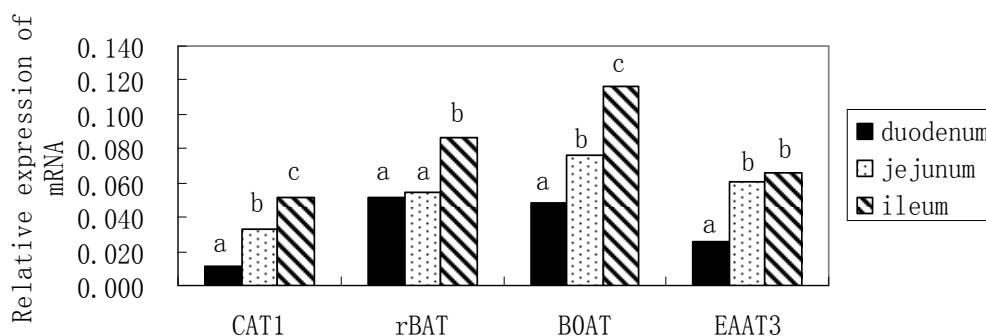 Relative expression of
mRNA
0.140
0.120
0.100
0.080
0.060
0.040
0.020
0.000
a b c
a a b
a b c
a b b
CAT1 rBAT B0AT EAAT3
duodenum
jejunum
ileum